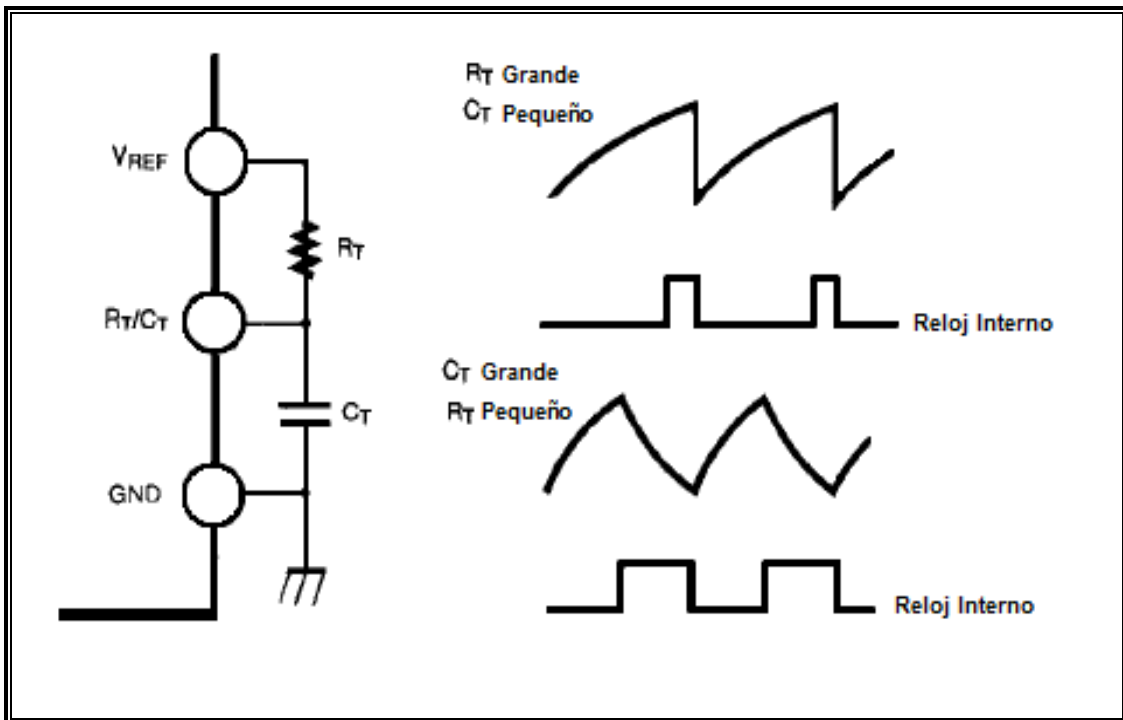 VREF
RT
RT/CT
CT
GND
RT Grande
CT Pequeño
Reloj Interno
CT Grande
RT Pequeño
Reloj Interno